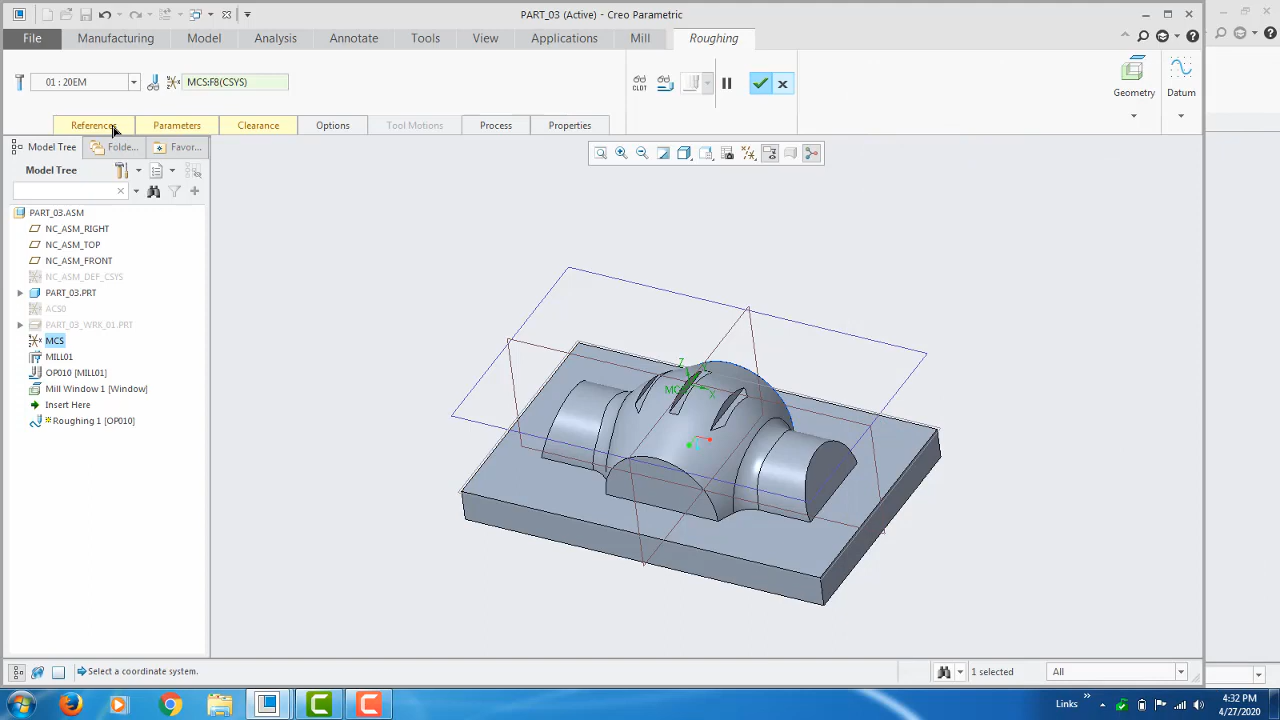 PART_03 (Active) - Creo Parametric
File Manufacturing Model Analysis Annotate Tools View Applications Mill Roughing
01 : 20EM MCS:F8(CSYS)
Geometry Datum
References Parameters Clearance Options Tool Motions Process Properties
Model Tree Folde... Favor...
Model Tree
PART_03.ASM
NC_ASM_RIGHT
NC_ASM_TOP
NC_ASM_FRONT
NC_ASM_DEF_CSYS
PART_03.PRT
ACS0
PART_03_WRK_01.PRT
MCS
MILL01
OP010 [MILL01]
Mill Window 1 [Window]
Insert Here
Roughing 1 [OP010]
Z
X
Select a coordinate system.
1 selected
All
Links
4:32 PM
4/27/2020